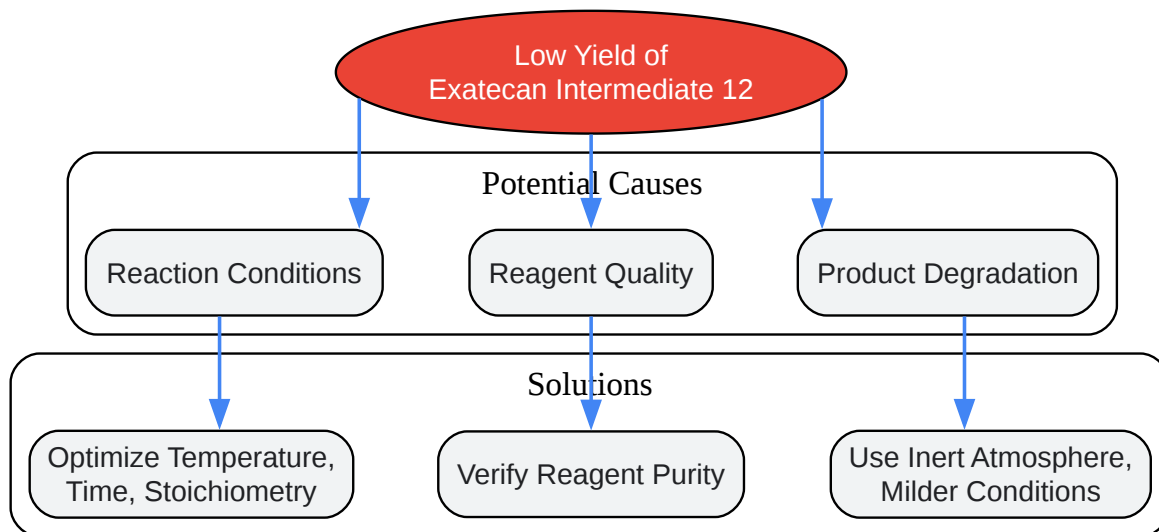 Low Yield of
Exatecan Intermediate 12
Potential Causes
Reaction Conditions
Reagent Quality
Product Degradation
Solutions
Optimize Temperature,
Time, Stoichiometry
Verify Reagent Purity
Use Inert Atmosphere,
Milder Conditions